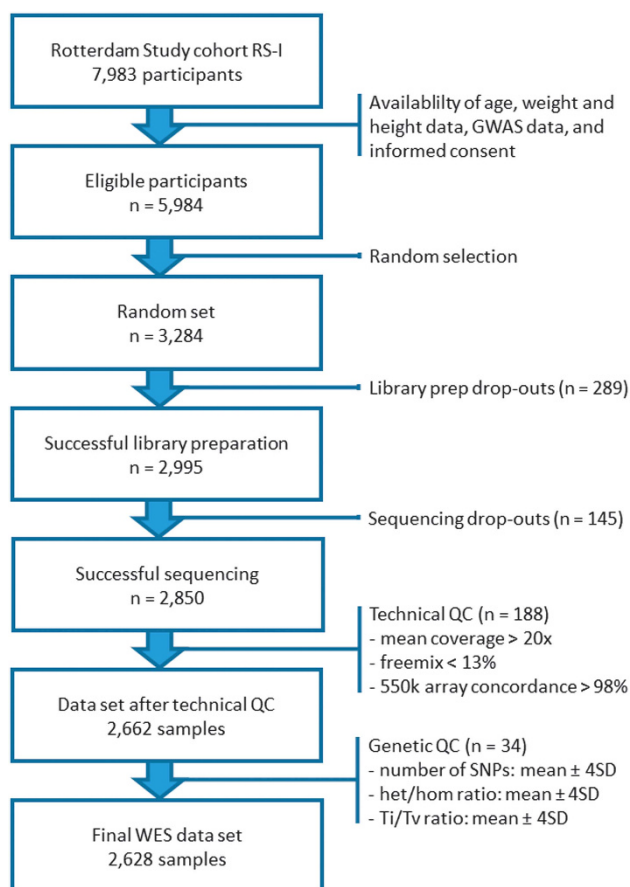 Rotterdam Study cohort RS-I
7,983 participants
Availablilty of age, weight and
height data, GWAS data, and
informed consent
Eligible participants
n = 5,984
Random selection
Random set
n = 3,284
Library prep drop-outs (n = 289)
Successful library preparation
n = 2,995
Sequencing drop-outs (n = 145)
Successful sequencing
n = 2,850
Technical QC (n = 188)
- mean coverage > 20x
- freemix < 13%
- 550k array concordance > 98%
Data set after technical QC
2,662 samples
Genetic QC (n = 34)
- number of SNPs: mean ± 4SD
- het/hom ratio: mean ± 4SD
- Ti/Tv ratio: mean ± 4SD
Final WES data set
2,628 samples